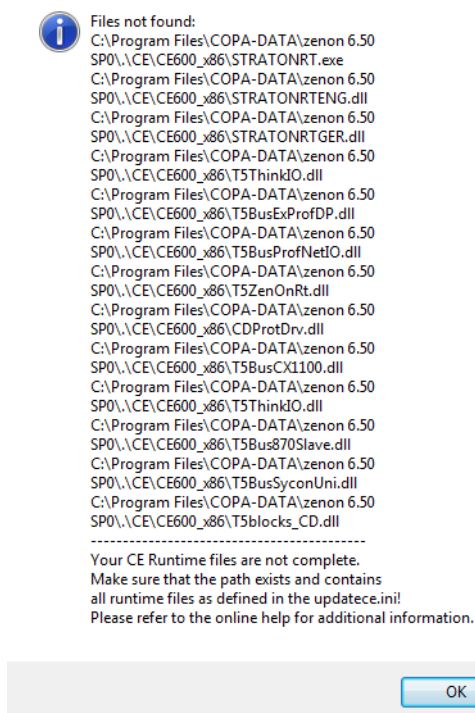 Files not found:
C:\Program Files\COPA-DATA\zenon 6.50
SP0\.\CE\CE600_x86\STRATONRT.exe
C:\Program Files\COPA-DATA\zenon 6.50
SP0\.\CE\CE600_x86\STRATONRTENG.dll
C:\Program Files\COPA-DATA\zenon 6.50
SP0\.\CE\CE600_x86\STRATONRTGER.dll
C:\Program Files\COPA-DATA\zenon 6.50
SP0\.\CE\CE600_x86\T5ThinkIO.dll
C:\Program Files\COPA-DATA\zenon 6.50
SP0\.\CE\CE600_x86\T5BusExProfDP.dll
C:\Program Files\COPA-DATA\zenon 6.50
SP0\.\CE\CE600_x86\T5BusProfNetIO.dll
C:\Program Files\COPA-DATA\zenon 6.50
SP0\.\CE\CE600_x86\T5ZenOnRt.dll
C:\Program Files\COPA-DATA\zenon 6.50
SP0\.\CE\CE600_x86\CDProtDrv.dll
C:\Program Files\COPA-DATA\zenon 6.50
SP0\.\CE\CE600_x86\T5BusCX1100.dll
C:\Program Files\COPA-DATA\zenon 6.50
SP0\.\CE\CE600_x86\T5ThinkIO.dll
C:\Program Files\COPA-DATA\zenon 6.50
SP0\.\CE\CE600_x86\T5Bus870Slave.dll
C:\Program Files\COPA-DATA\zenon 6.50
SP0\.\CE\CE600_x86\T5BusSyconUni.dll
C:\Program Files\COPA-DATA\zenon 6.50
SP0\.\CE\CE600_x86\T5blocks_CD.dll
-------------------------------------------
Your CE Runtime files are not complete.
Make sure that the path exists and contains
all runtime files as defined in the updatece.ini!
Please refer to the online help for additional information.
OK